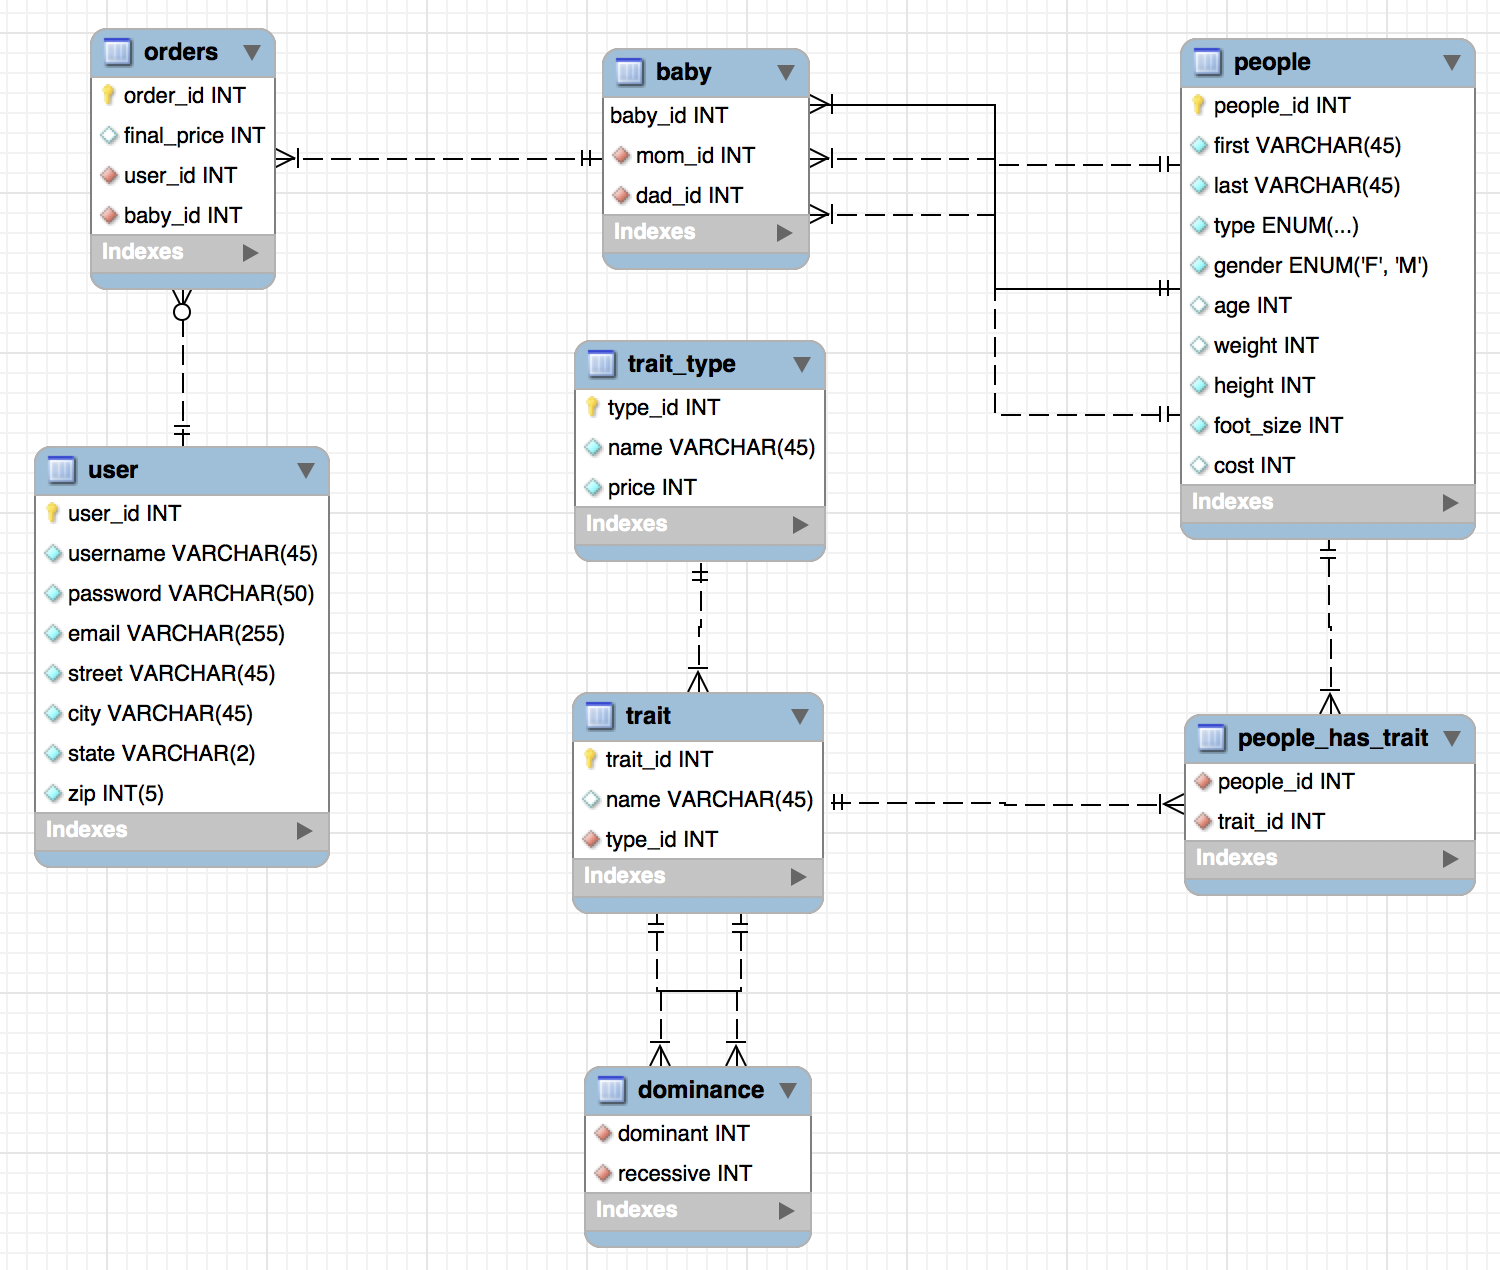 orders
order_id INT
final_price INT
user_id INT
baby_id INT
Indexes
baby
baby_id INT
mom_id INT
dad_id INT
Indexes
people
people_id INT
first VARCHAR(45)
last VARCHAR(45)
type ENUM(...)
gender ENUM('F', 'M')
age INT
weight INT
height INT
foot_size INT
cost INT
Indexes
trait_type
type_id INT
name VARCHAR(45)
price INT
Indexes
user
user_id INT
username VARCHAR(45)
password VARCHAR(50)
email VARCHAR(255)
street VARCHAR(45)
city VARCHAR(45)
state VARCHAR(2)
zip INT(5)
Indexes
trait
trait_id INT
name VARCHAR(45)
type_id INT
Indexes
people_has_trait
people_id INT
trait_id INT
Indexes
dominance
dominant INT
recessive INT
Indexes